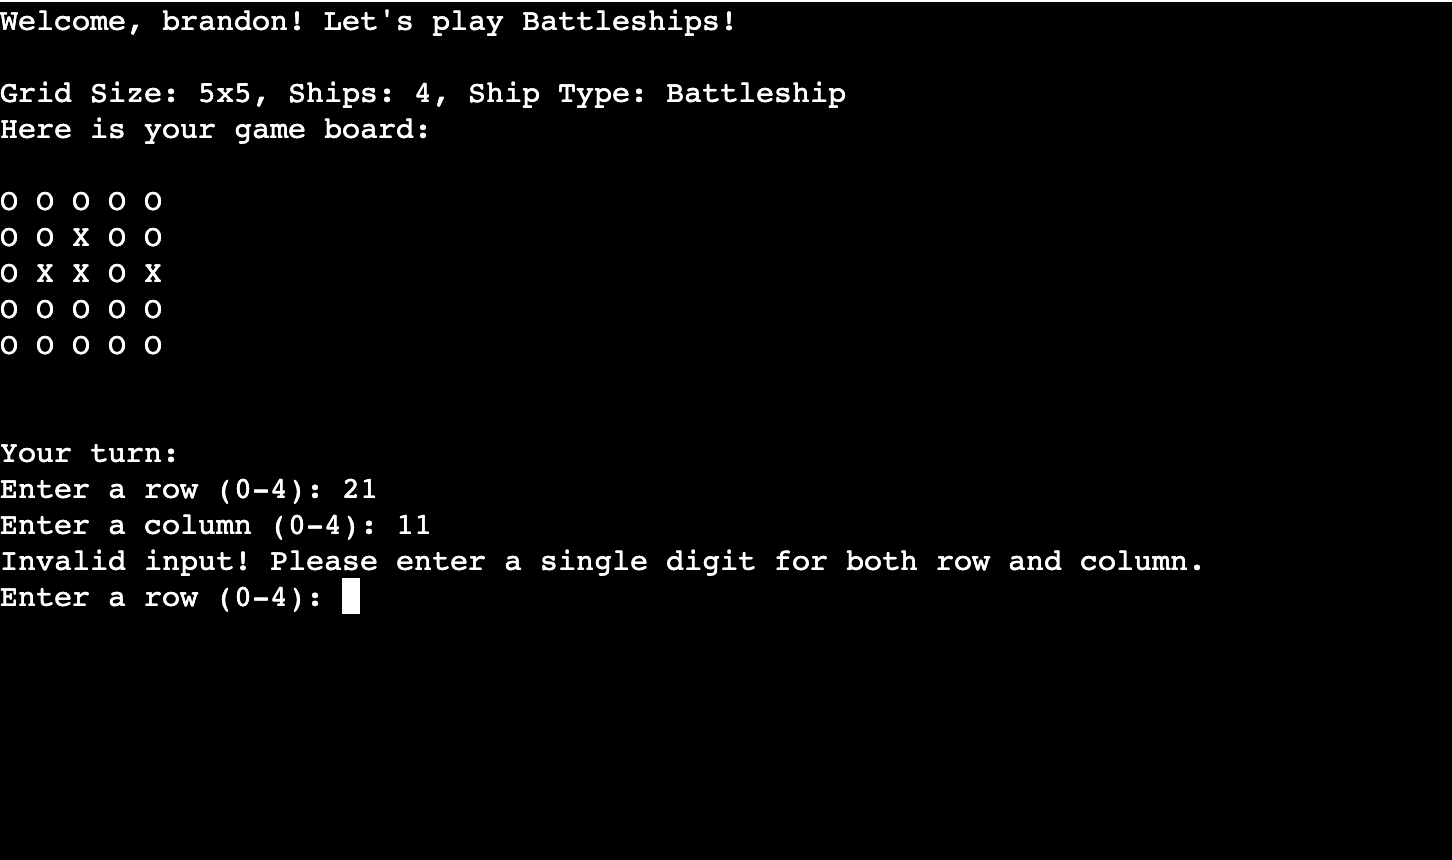 Welcome, brandon! Let's play Battleships!
Grid Size: 5x5, Ships: 4, Ship Type: Battleship
Here is your game board:
O O O O O
O O X O O
O X X O X
O O O O O
O O O O O
Your turn:
Enter a row (0-4): 21
Enter a column (0-4): 11
Invalid input! Please enter a single digit for both row and column.
Enter a row (0-4):